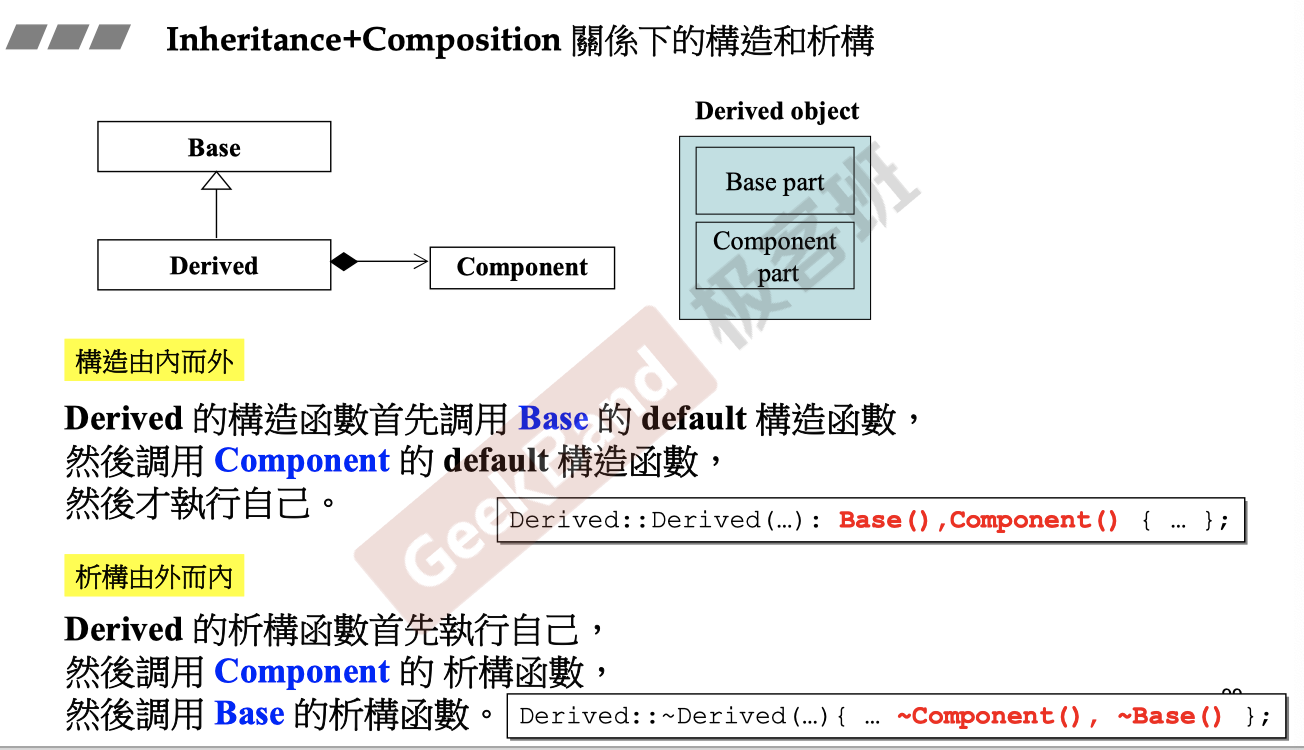 Inheritance+Composition 關係下的構造和析構
Derived object
Base
Base part
Derived
Component
Component
part
極客班
GeekBand
構造由內而外
Derived 的構造函數首先調用 Base 的 default 構造函數，
然後調用 Component 的 default 構造函數，
然後才執行自己。
Derived::Derived(…): Base(),Component() { … };
析構由外而內
Derived 的析構函數首先執行自己，
然後調用 Component 的 析構函數，
然後調用 Base 的析構函數。
Derived::~Derived(…){ … ~Component(), ~Base() };